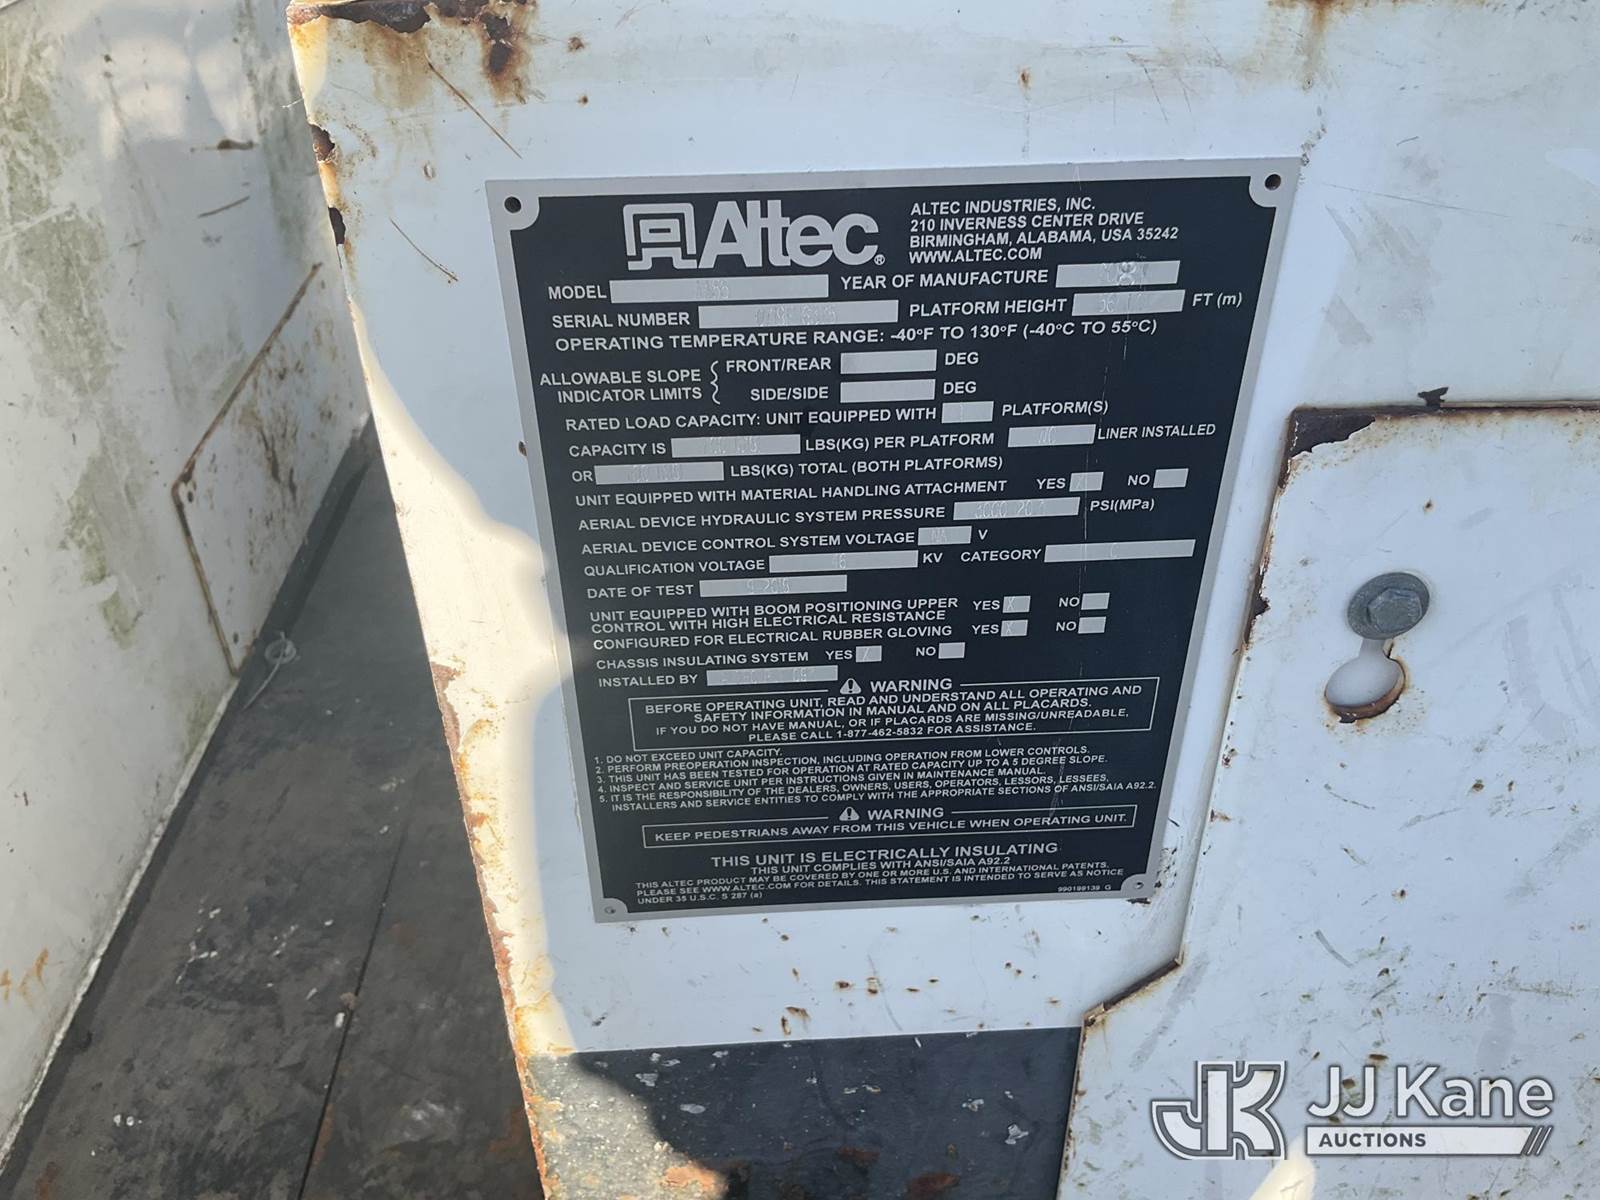 Altec®
ALTEC INDUSTRIES, INC.
210 INVERNESS CENTER DRIVE
BIRMINGHAM, ALABAMA, USA 35242
WWW.ALTEC.COM
MODEL YEAR OF MANUFACTURE
SERIAL NUMBER PLATFORM HEIGHT FT (m)
OPERATING TEMPERATURE RANGE: -40°F TO 130°F (-40°C TO 55°C)
ALLOWABLE SLOPE INDICATOR LIMITS { FRONT/REAR DEG
SIDE/SIDE DEG
RATED LOAD CAPACITY: UNIT EQUIPPED WITH PLATFORM(S)
CAPACITY IS LBS(KG) PER PLATFORM LINER INSTALLED
OR LBS(KG) TOTAL (BOTH PLATFORMS)
UNIT EQUIPPED WITH MATERIAL HANDLING ATTACHMENT YES NO
AERIAL DEVICE HYDRAULIC SYSTEM PRESSURE PSI(MPa)
AERIAL DEVICE CONTROL SYSTEM VOLTAGE NA V
QUALIFICATION VOLTAGE 46 KV CATEGORY C
DATE OF TEST
UNIT EQUIPPED WITH BOOM POSITIONING UPPER
CONTROL WITH HIGH ELECTRICAL RESISTANCE YES X NO
CONFIGURED FOR ELECTRICAL RUBBER GLOVING YES X NO
CHASSIS INSULATING SYSTEM YES NO
INSTALLED BY
WARNING
BEFORE OPERATING UNIT, READ AND UNDERSTAND ALL OPERATING AND
SAFETY INFORMATION IN MANUAL AND ON ALL PLACARDS.
IF YOU DO NOT HAVE MANUAL, OR IF PLACARDS ARE MISSING/UNREADABLE,
PLEASE CALL 1-877-462-5832 FOR ASSISTANCE.
1. DO NOT EXCEED UNIT CAPACITY.
2. PERFORM PREOPERATION INSPECTION, INCLUDING OPERATION FROM LOWER CONTROLS.
3. THIS UNIT HAS BEEN TESTED FOR OPERATION AT RATED CAPACITY UP TO A 5 DEGREE SLOPE.
4. INSPECT AND SERVICE UNIT PER INSTRUCTIONS GIVEN IN MAINTENANCE MANUAL.
5. IT IS THE RESPONSIBILITY OF THE DEALERS, OWNERS, USERS, OPERATORS, LESSORS, LESSEES,
INSTALLERS AND SERVICE ENTITIES TO COMPLY WITH THE APPROPRIATE SECTIONS OF ANSI/SAIA A92.2.
WARNING
KEEP PEDESTRIANS AWAY FROM THIS VEHICLE WHEN OPERATING UNIT.
THIS UNIT IS ELECTRICALLY INSULATING
THIS UNIT COMPLIES WITH ANSI/SAIA A92.2
THIS ALTEC PRODUCT MAY BE COVERED BY ONE OR MORE U.S. AND INTERNATIONAL PATENTS.
PLEASE SEE WWW.ALTEC.COM FOR DETAILS. THIS STATEMENT IS INTENDED TO SERVE AS NOTICE
UNDER 35 U.S.C. S 287 (a)
990199139 G
JK JJ Kane
AUCTIONS